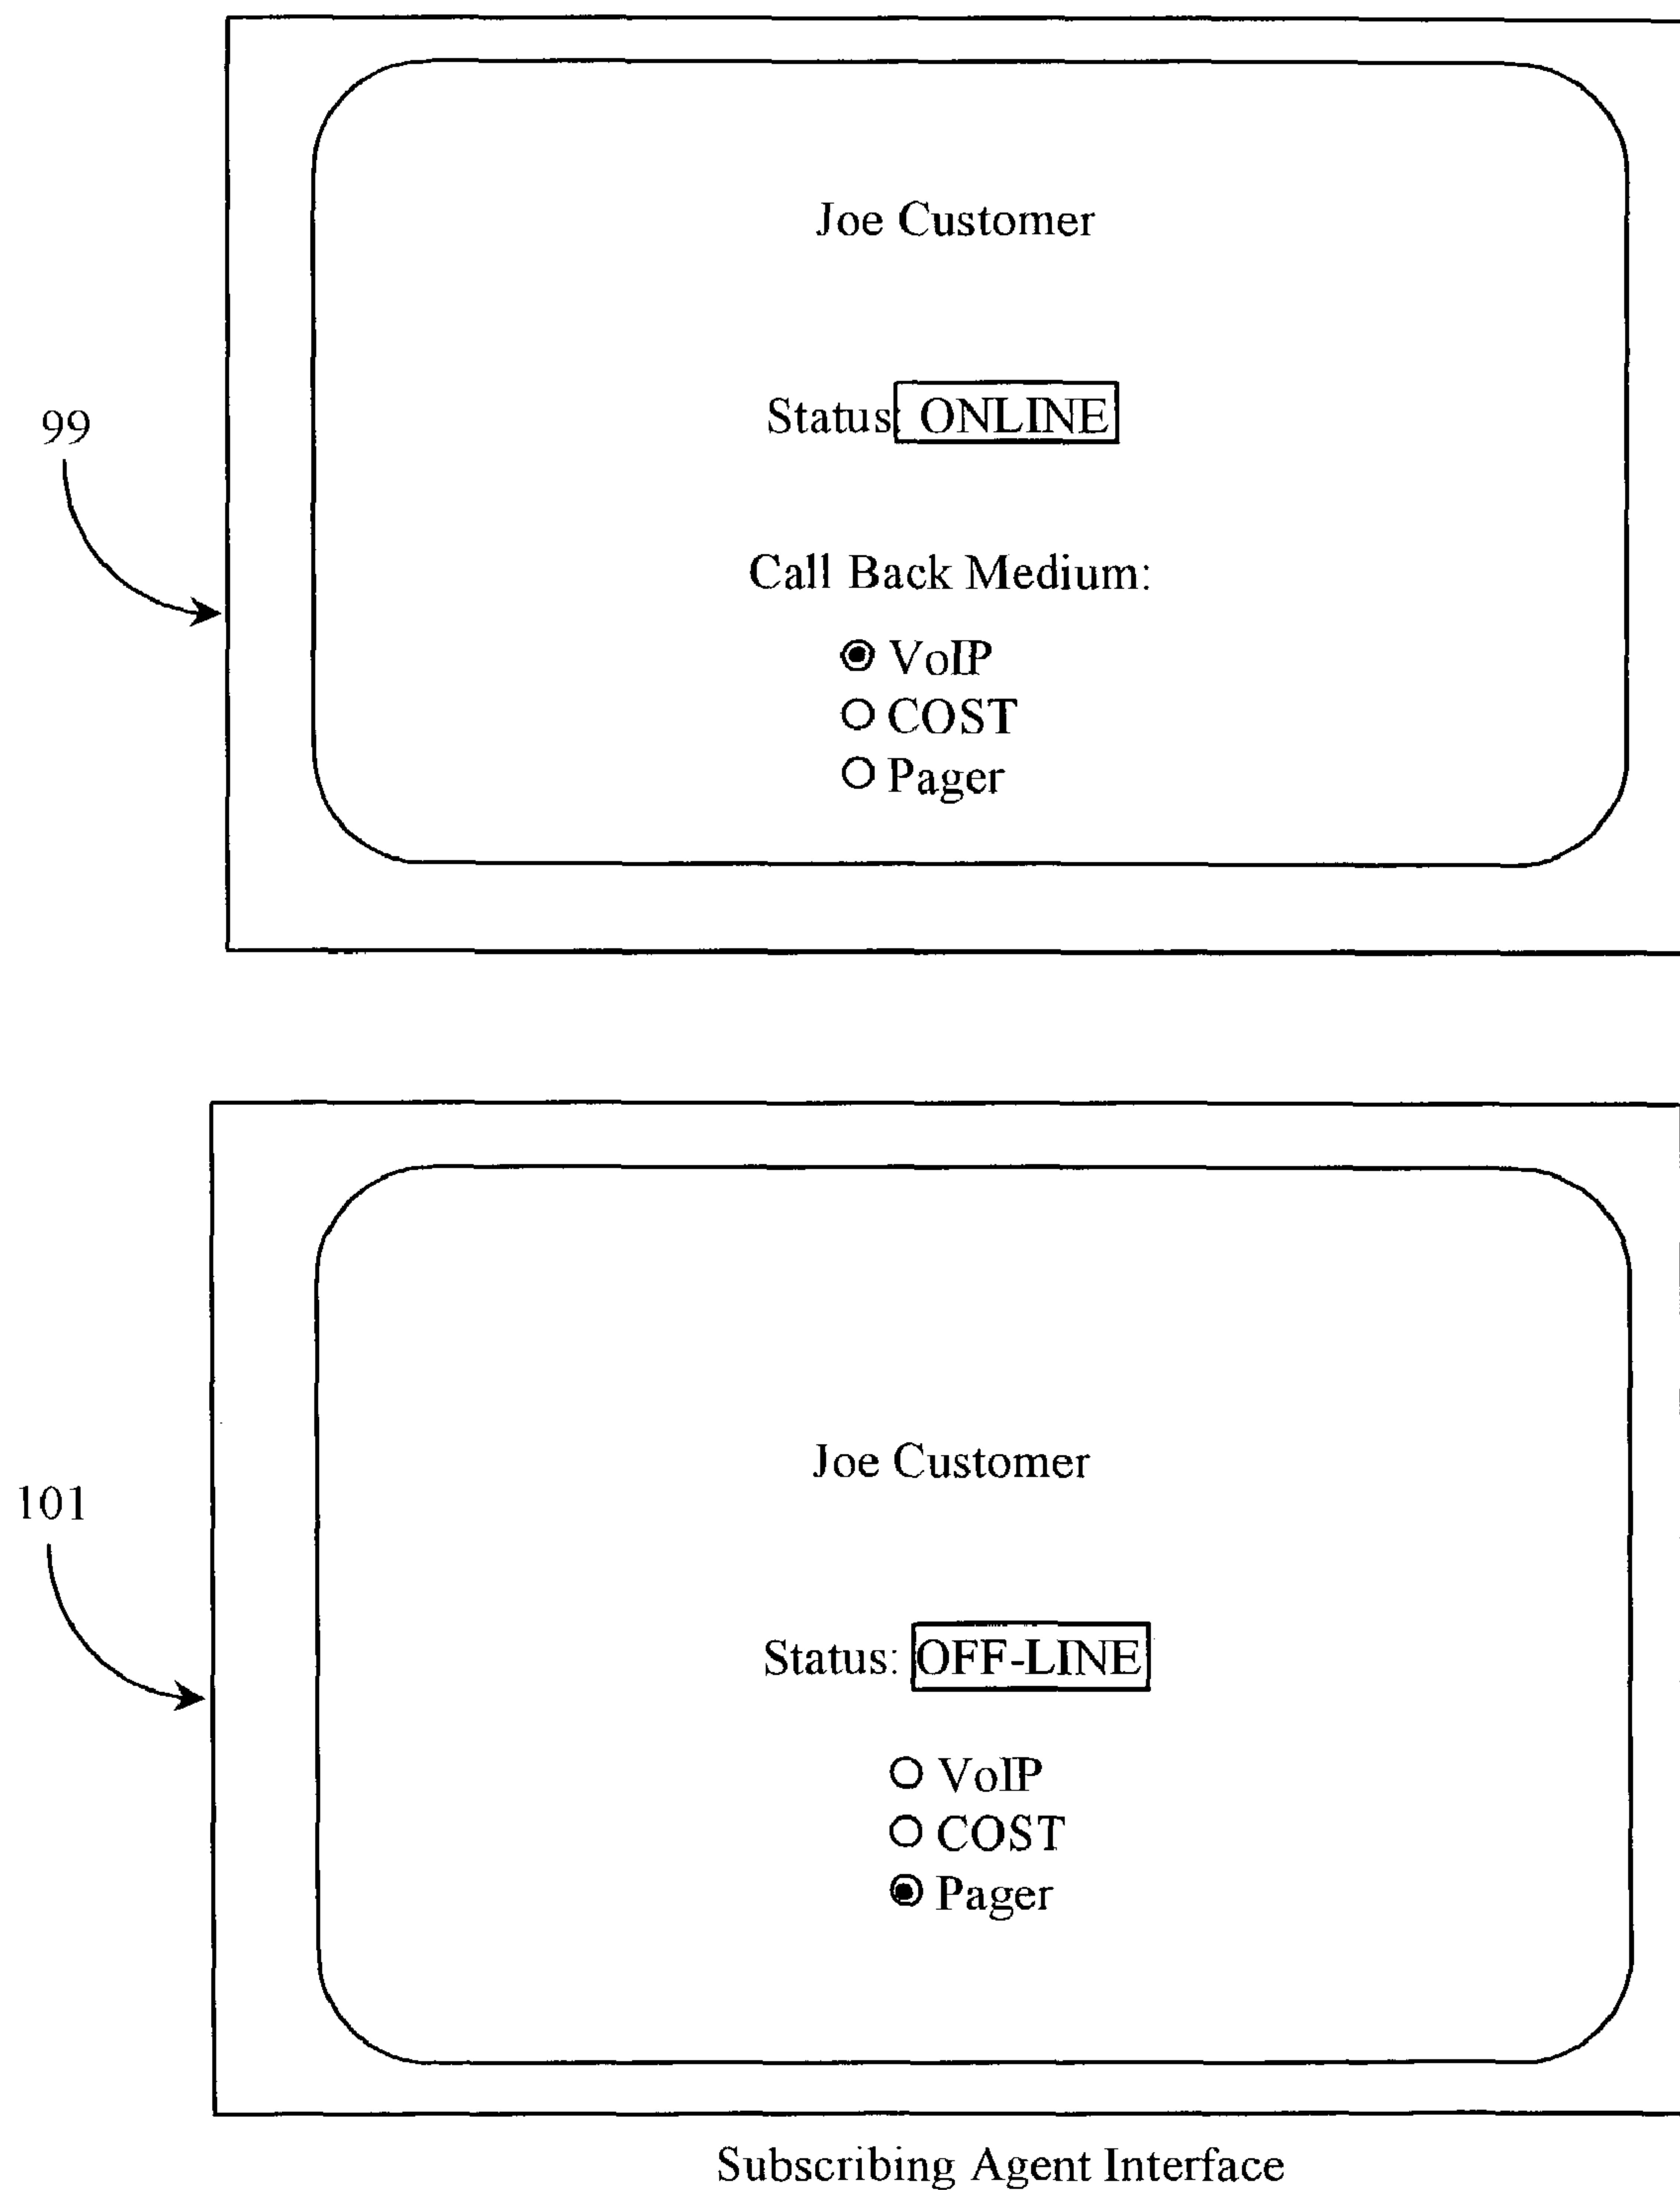 Joe Customer
99
Status: ONLINE
Call Back Medium:
VoIP
COST
Pager
Joe Customer
101
Status: OFF-LINE
VoIP
COST
Pager
Subscribing Agent Interface